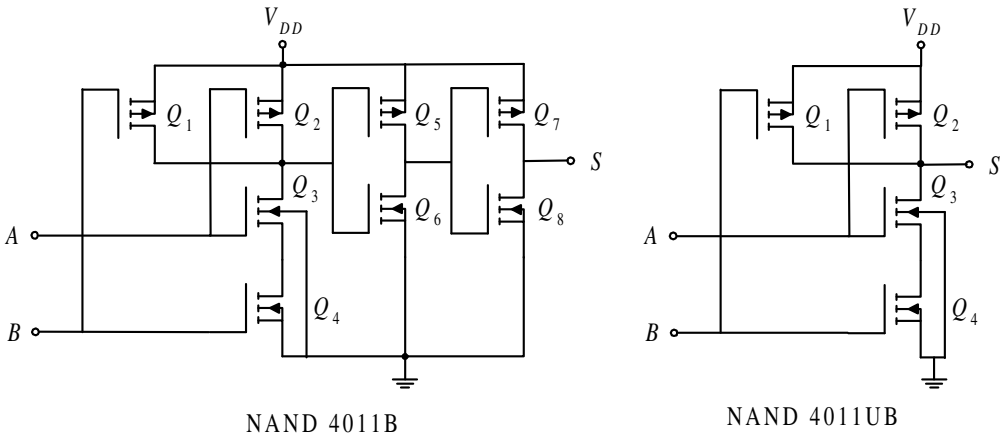 V_DD
Q_1
Q_2
Q_5
Q_7
S
Q_3
Q_6
Q_8
A
B
Q_4
NAND 4011B
V_DD
Q_1
Q_2
S
Q_3
A
B
Q_4
NAND 4011UB